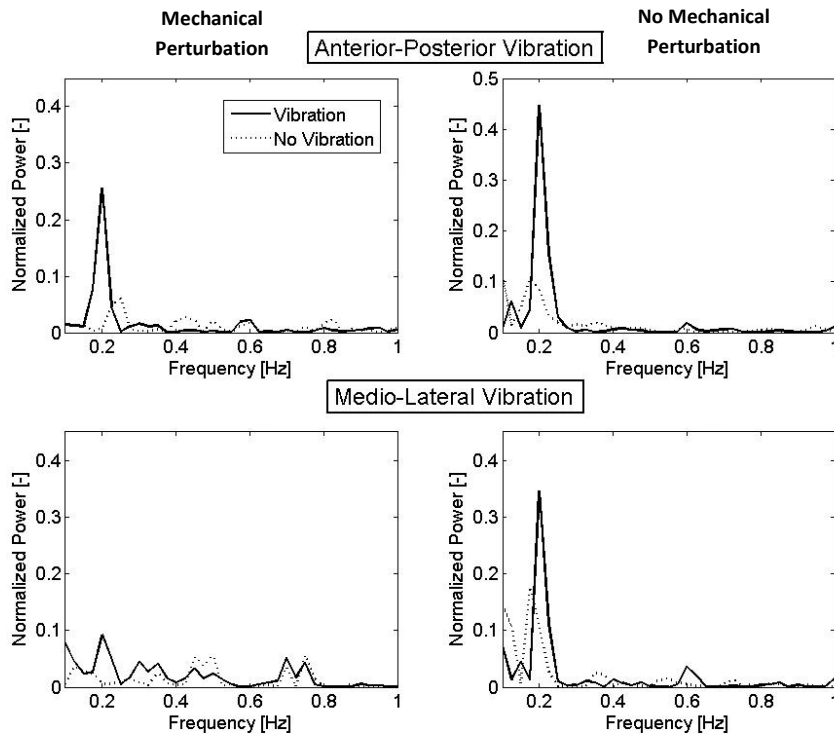 Mechanical
Perturbation
No Mechanical
Perturbation
Anterior-Posterior Vibration
Normalized Power [-]
0.4
0.3
0.2
0.1
0
Vibration
No Vibration
0.2
0.4
0.6
0.8
1
Frequency [Hz]
Normalized Power [-]
0.5
0.4
0.3
0.2
0.1
0
0.2
0.4
0.6
0.8
1
Frequency [Hz]
Medio-Lateral Vibration
Normalized Power [-]
0.4
0.3
0.2
0.1
0
0.2
0.4
0.6
0.8
1
Frequency [Hz]
Normalized Power [-]
0.4
0.3
0.2
0.1
0
0.2
0.4
0.6
0.8
1
Frequency [Hz]